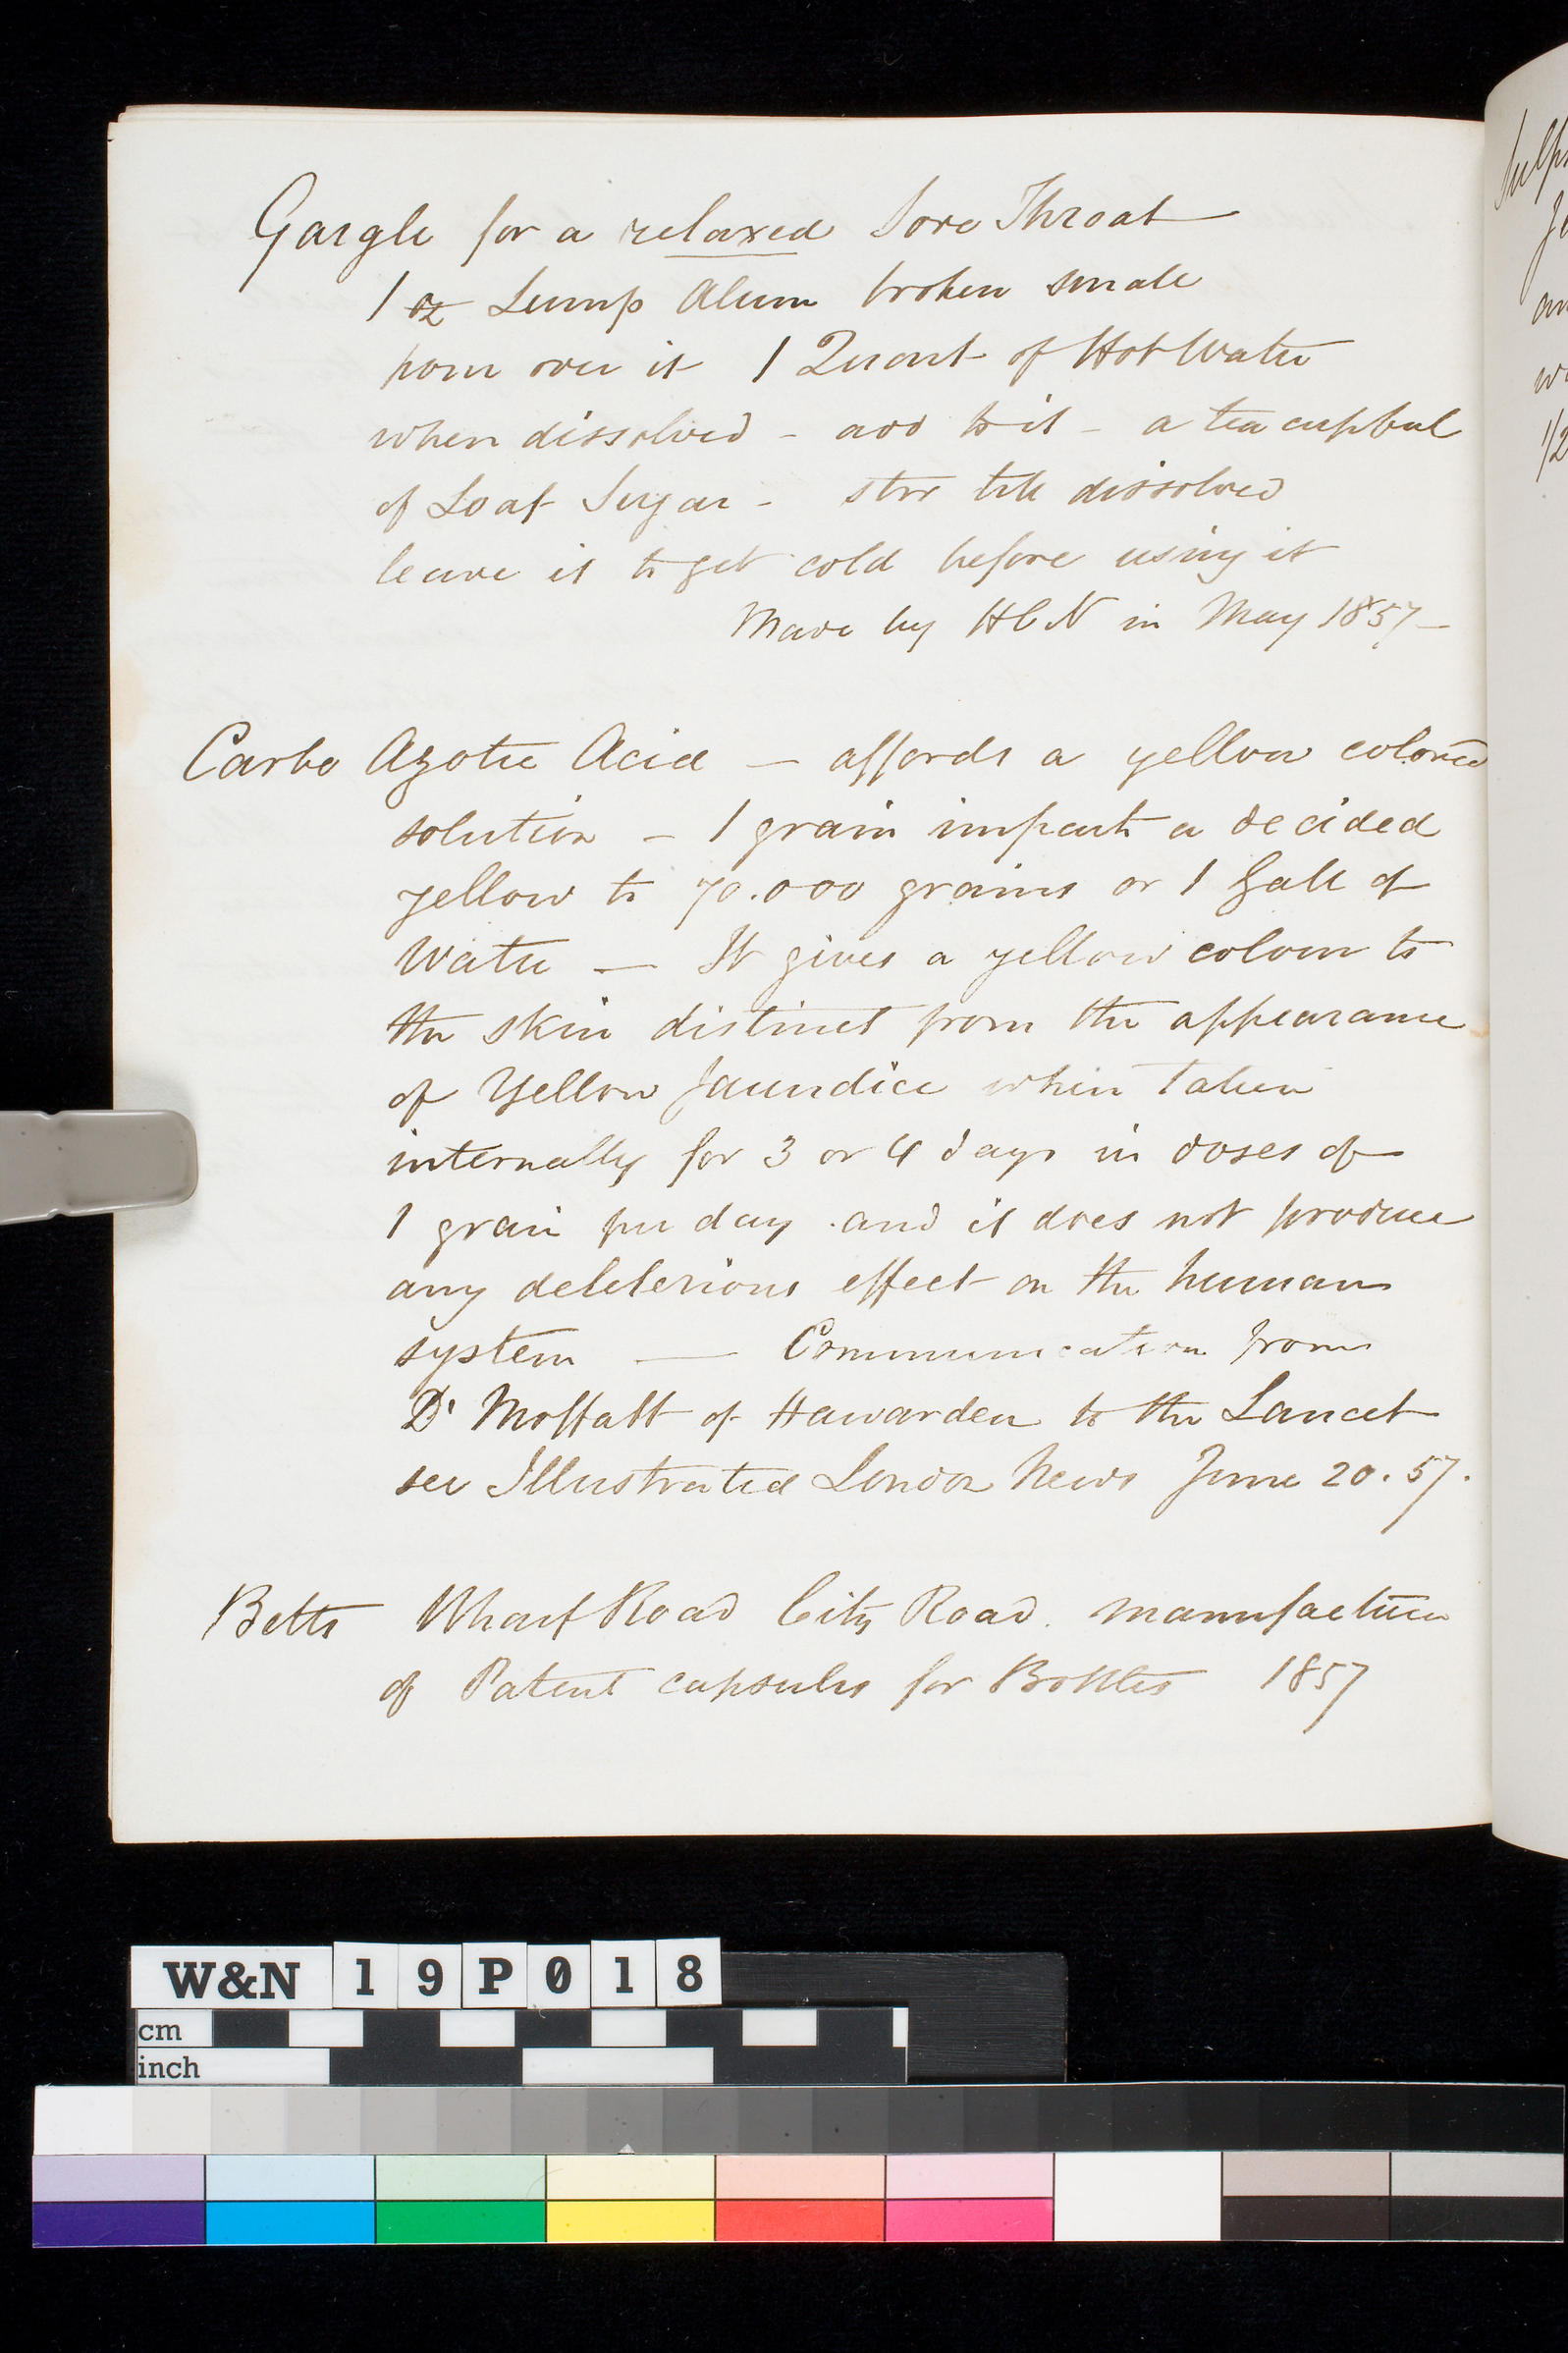 Gargle for a relaxed Sore Throat
1 oz Lump Alum broken small
pour over it 1 Quart of Hot Water
when dissolved - add to it - a tea cupful
of Loaf Sugar - stir till dissolved
leave it to get cold before using it
Made by HCN in May 1857 -
Carbo Azotic Acid — affords a yellow colored
solution - 1 grain imparts a decided
yellow to 70.000 grains or 1 Gall of
Water — It gives a yellow colour to
the skin distinct from the appearance
of Yellow Jaundice when taken
internally for 3 or 4 days in doses of
1 grain per day and it does not produce
any deleterious effect on the human
system — Communication from
Dr Moffatt of Hawarden to the Lancet
see Illustrated London News June 20. 57.
Betts Wharf Road City Road. manufacturer
of Patent capsules for Bottles 1857
1/2
W&N 19P018
cm
inch